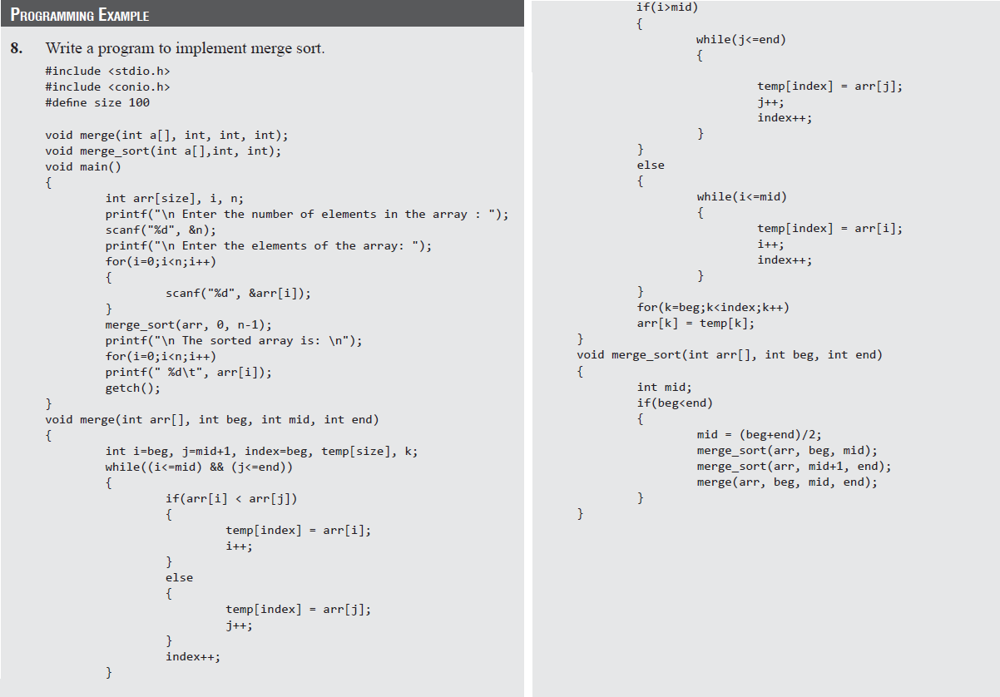 PROGRAMMING EXAMPLE
8. Write a program to implement merge sort.
#include <stdio.h>
#include <conio.h>
#define size 100
void merge(int a[], int, int, int);
void merge_sort(int a[],int, int);
void main()
{
int arr[size], i, n;
printf("\n Enter the number of elements in the array : ");
scanf("%d", &n);
printf("\n Enter the elements of the array: ");
for(i=0;i<n;i++)
{
scanf("%d", &arr[i]);
}
merge_sort(arr, 0, n-1);
printf("\n The sorted array is: \n");
for(i=0;i<n;i++)
printf(" %d\t", arr[i]);
getch();
}
void merge(int arr[], int beg, int mid, int end)
{
int i=beg, j=mid+1, index=beg, temp[size], k;
while((i<=mid) && (j<=end))
{
if(arr[i] < arr[j])
{
temp[index] = arr[i];
i++;
}
else
{
temp[index] = arr[j];
j++;
}
index++;
}
if(i>mid)
{
while(j<=end)
{
temp[index] = arr[j];
j++;
index++;
}
}
else
{
while(i<=mid)
{
temp[index] = arr[i];
i++;
index++;
}
}
for(k=beg;k<index;k++)
arr[k] = temp[k];
}
void merge_sort(int arr[], int beg, int end)
{
int mid;
if(beg<end)
{
mid = (beg+end)/2;
merge_sort(arr, beg, mid);
merge_sort(arr, mid+1, end);
merge(arr, beg, mid, end);
}
}